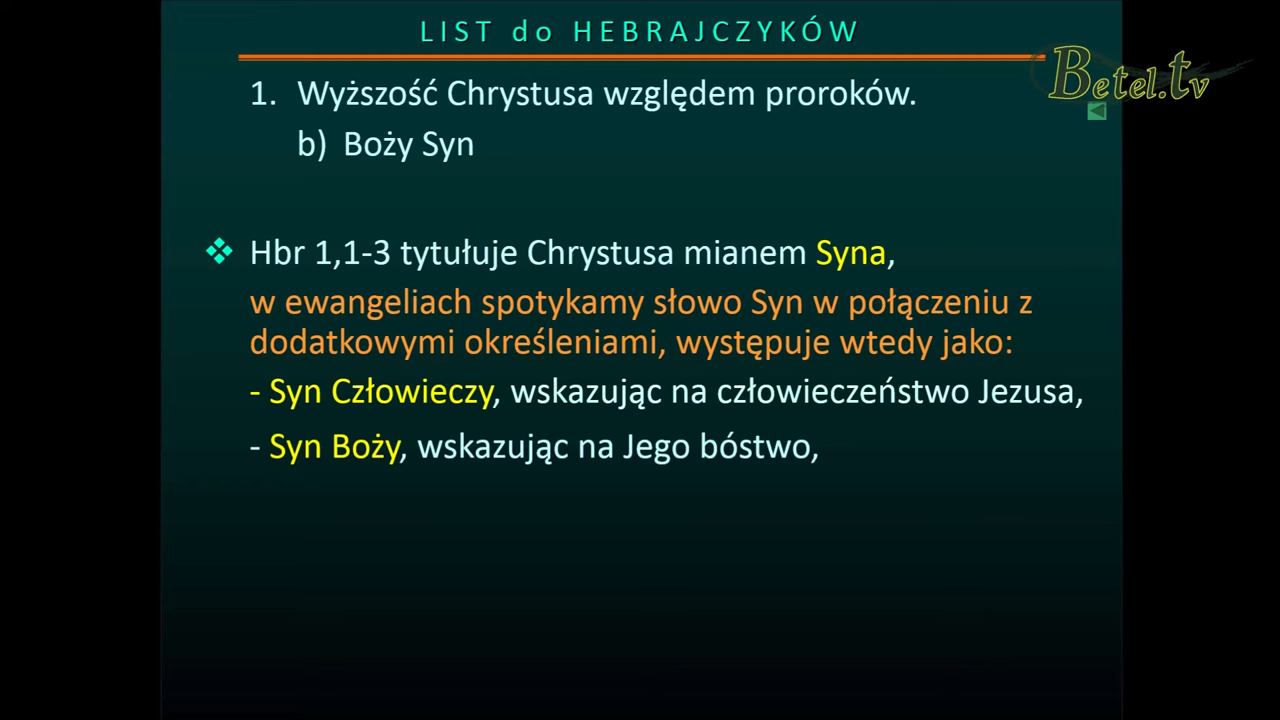 LIST do HEBRAJCZYKÓW
Betel.tv
1. Wyższość Chrystusa względem proroków.
b) Boży Syn
❖ Hbr 1,1-3 tytułuje Chrystusa mianem Syna,
w ewangeliach spotykamy słowo Syn w połączeniu z
dodatkowymi określeniami, występuje wtedy jako:
- Syn Człowieczy, wskazując na człowieczeństwo Jezusa,
- Syn Boży, wskazując na Jego bóstwo,